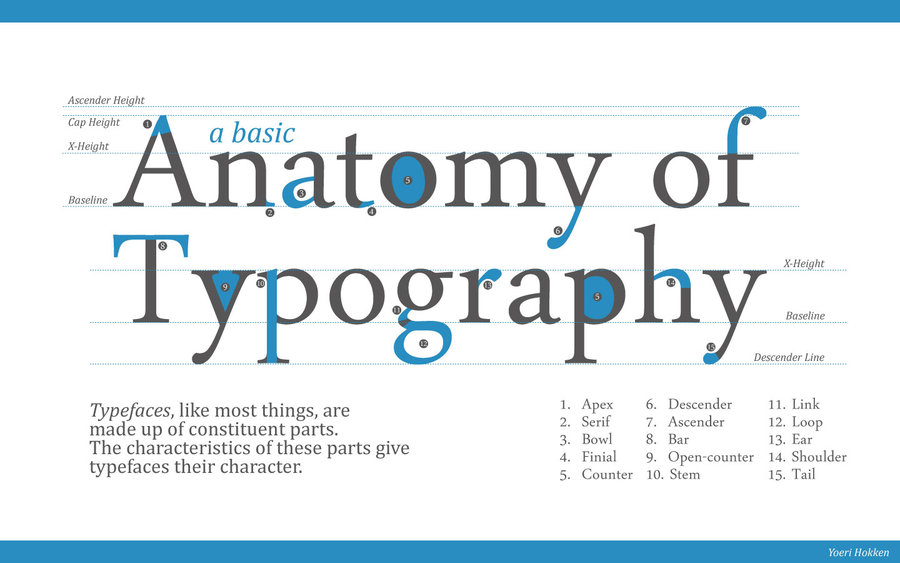 Ascender Height
Cap Height
a basic
X-Height
Anatomy of
Baseline
1
2
3
4
5
6
7
Typography
X-Height
Baseline
Descender Line
8
9
10
11
12
13
5
14
15
Typefaces, like most things, are
made up of constituent parts.
The characteristics of these parts give
typefaces their character.
1. Apex
2. Serif
3. Bowl
4. Finial
5. Counter
6. Descender
7. Ascender
8. Bar
9. Open-counter
10. Stem
11. Link
12. Loop
13. Ear
14. Shoulder
15. Tail
Yoeri Hokken